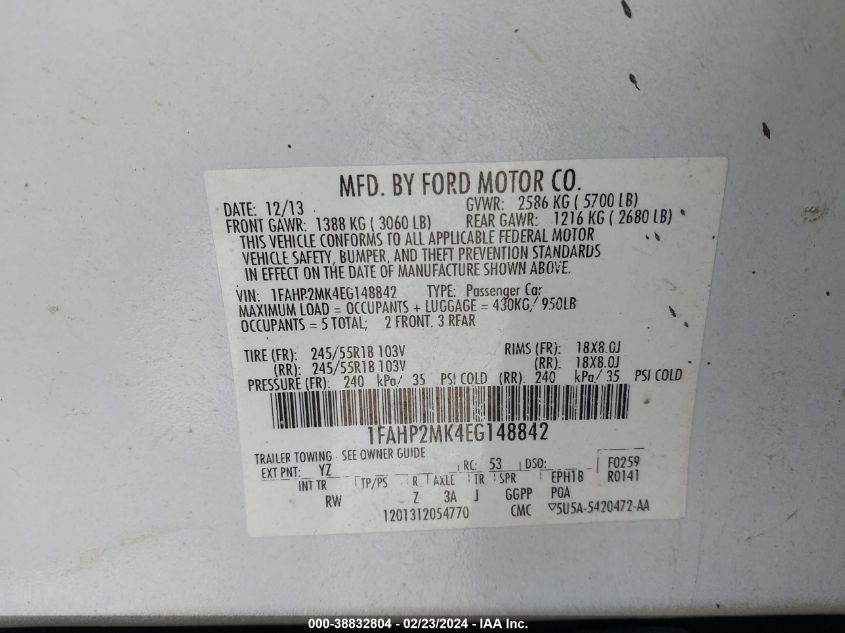 MFD. BY FORD MOTOR CO.
DATE: 12/13 GVWR: 2586 KG ( 5700 LB)
FRONT GAWR: 1388 KG ( 3060 LB) REAR GAWR: 1216 KG ( 2680 LB)
THIS VEHICLE CONFORMS TO ALL APPLICABLE FEDERAL MOTOR
VEHICLE SAFETY, BUMPER, AND THEFT PREVENTION STANDARDS
IN EFFECT ON THE DATE OF MANUFACTURE SHOWN ABOVE.
VIN: 1FAHP2MK4EG148842 TYPE: Passenger Car
MAXIMUM LOAD = OCCUPANTS + LUGGAGE = 430KG/ 950LB
OCCUPANTS = 5 TOTAL; 2 FRONT, 3 REAR
TIRE (FR): 245/55R18 103V RIMS (FR): 18X8.0J
(RR): 245/55R18 103V (RR): 18X8.0J
PRESSURE (FR): 240 kPa/ 35 PSI COLD (RR): 240 kPa/ 35 PSI COLD
1FAHP2MK4EG148842
TRAILER TOWING - SEE OWNER GUIDE
EXT PNT: YZ RC: 53 DSO: F0259
INT TR TP/PS R AXLE TR SPR EPH18 R0141
RW Z 3A J GGPP PGA
1201312054770 CMC ▽5U5A-5420472-AA
000-38832804 - 02/23/2024 - IAA Inc.